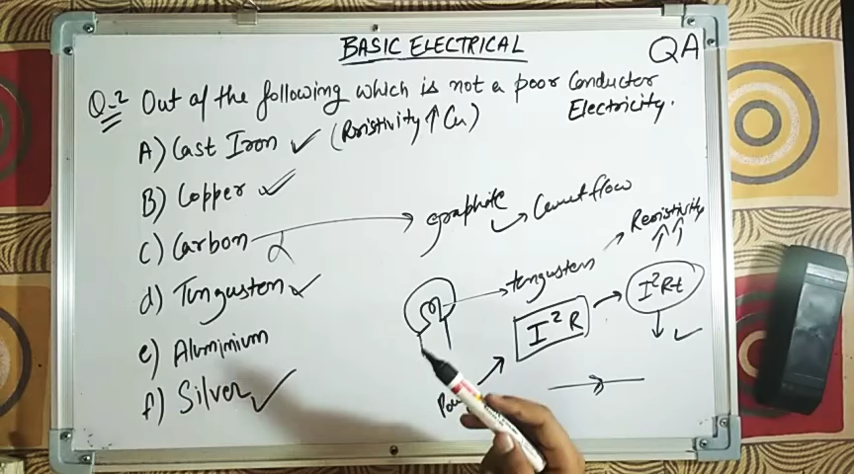 BASIC ELECTRICAL
QA
Q-2 Out of the following which is not a poor Conductor
Electricity.
A) Cast Iron ✓ (Resistivity ↑ Cu)
B) Copper ✓
C) Carbon → graphite → Current flow
d) Tungusten ✓
tungusten → Resistivity ↑↑
I²R → I²Rt
e) Aluminium
f) Silver ✓